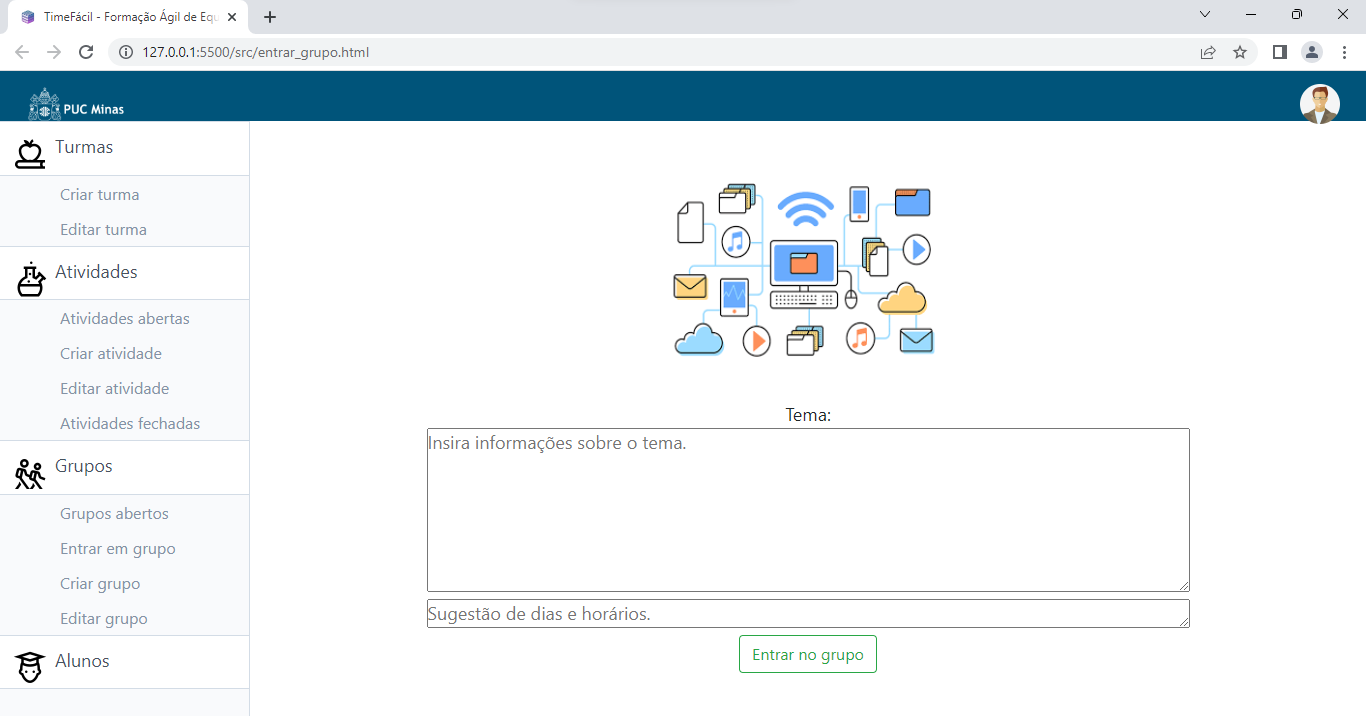 TimeFácil - Formação Ágil de Equ
127.0.0.1:5500/src/entrar_grupo.html
PUC Minas
Turmas
Criar turma
Editar turma
Atividades
Atividades abertas
Criar atividade
Editar atividade
Atividades fechadas
Grupos
Grupos abertos
Entrar em grupo
Criar grupo
Editar grupo
Alunos
Tema:
Insira informações sobre o tema.
Sugestão de dias e horários.
Entrar no grupo